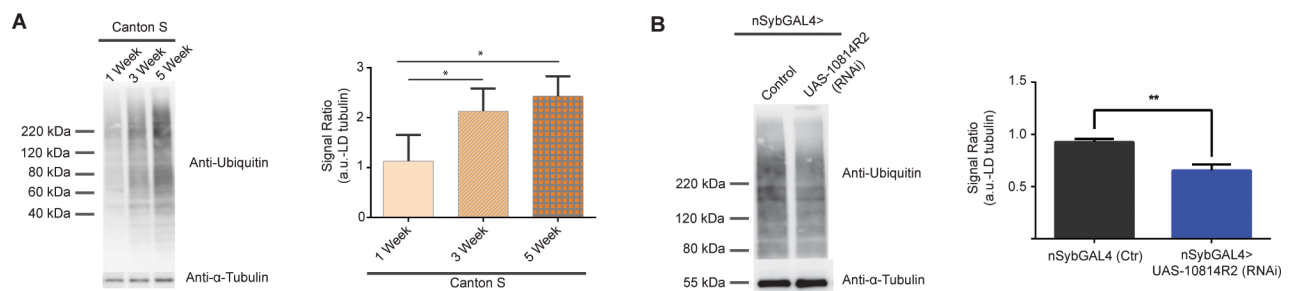 A
Canton S
1 Week
3 Week
5 Week
220 kDa
120 kDa
80 kDa
60 kDa
40 kDa
Anti-Ubiquitin
Anti-α-Tubulin
Signal Ratio
(a.u.-LD tubulin)
3
2
1
0
*
*
1 Week
3 Week
5 Week
Canton S
B
nSybGAL4>
Control
UAS-10814R2
(RNAi)
220 kDa
120 kDa
80 kDa
55 kDa
Anti-Ubiquitin
Anti-α-Tubulin
Signal Ratio
(a.u.-LD tubulin)
1.5
1.0
0.5
**
nSybGAL4 (Ctr)
nSybGAL4>
UAS-10814R2 (RNAi)